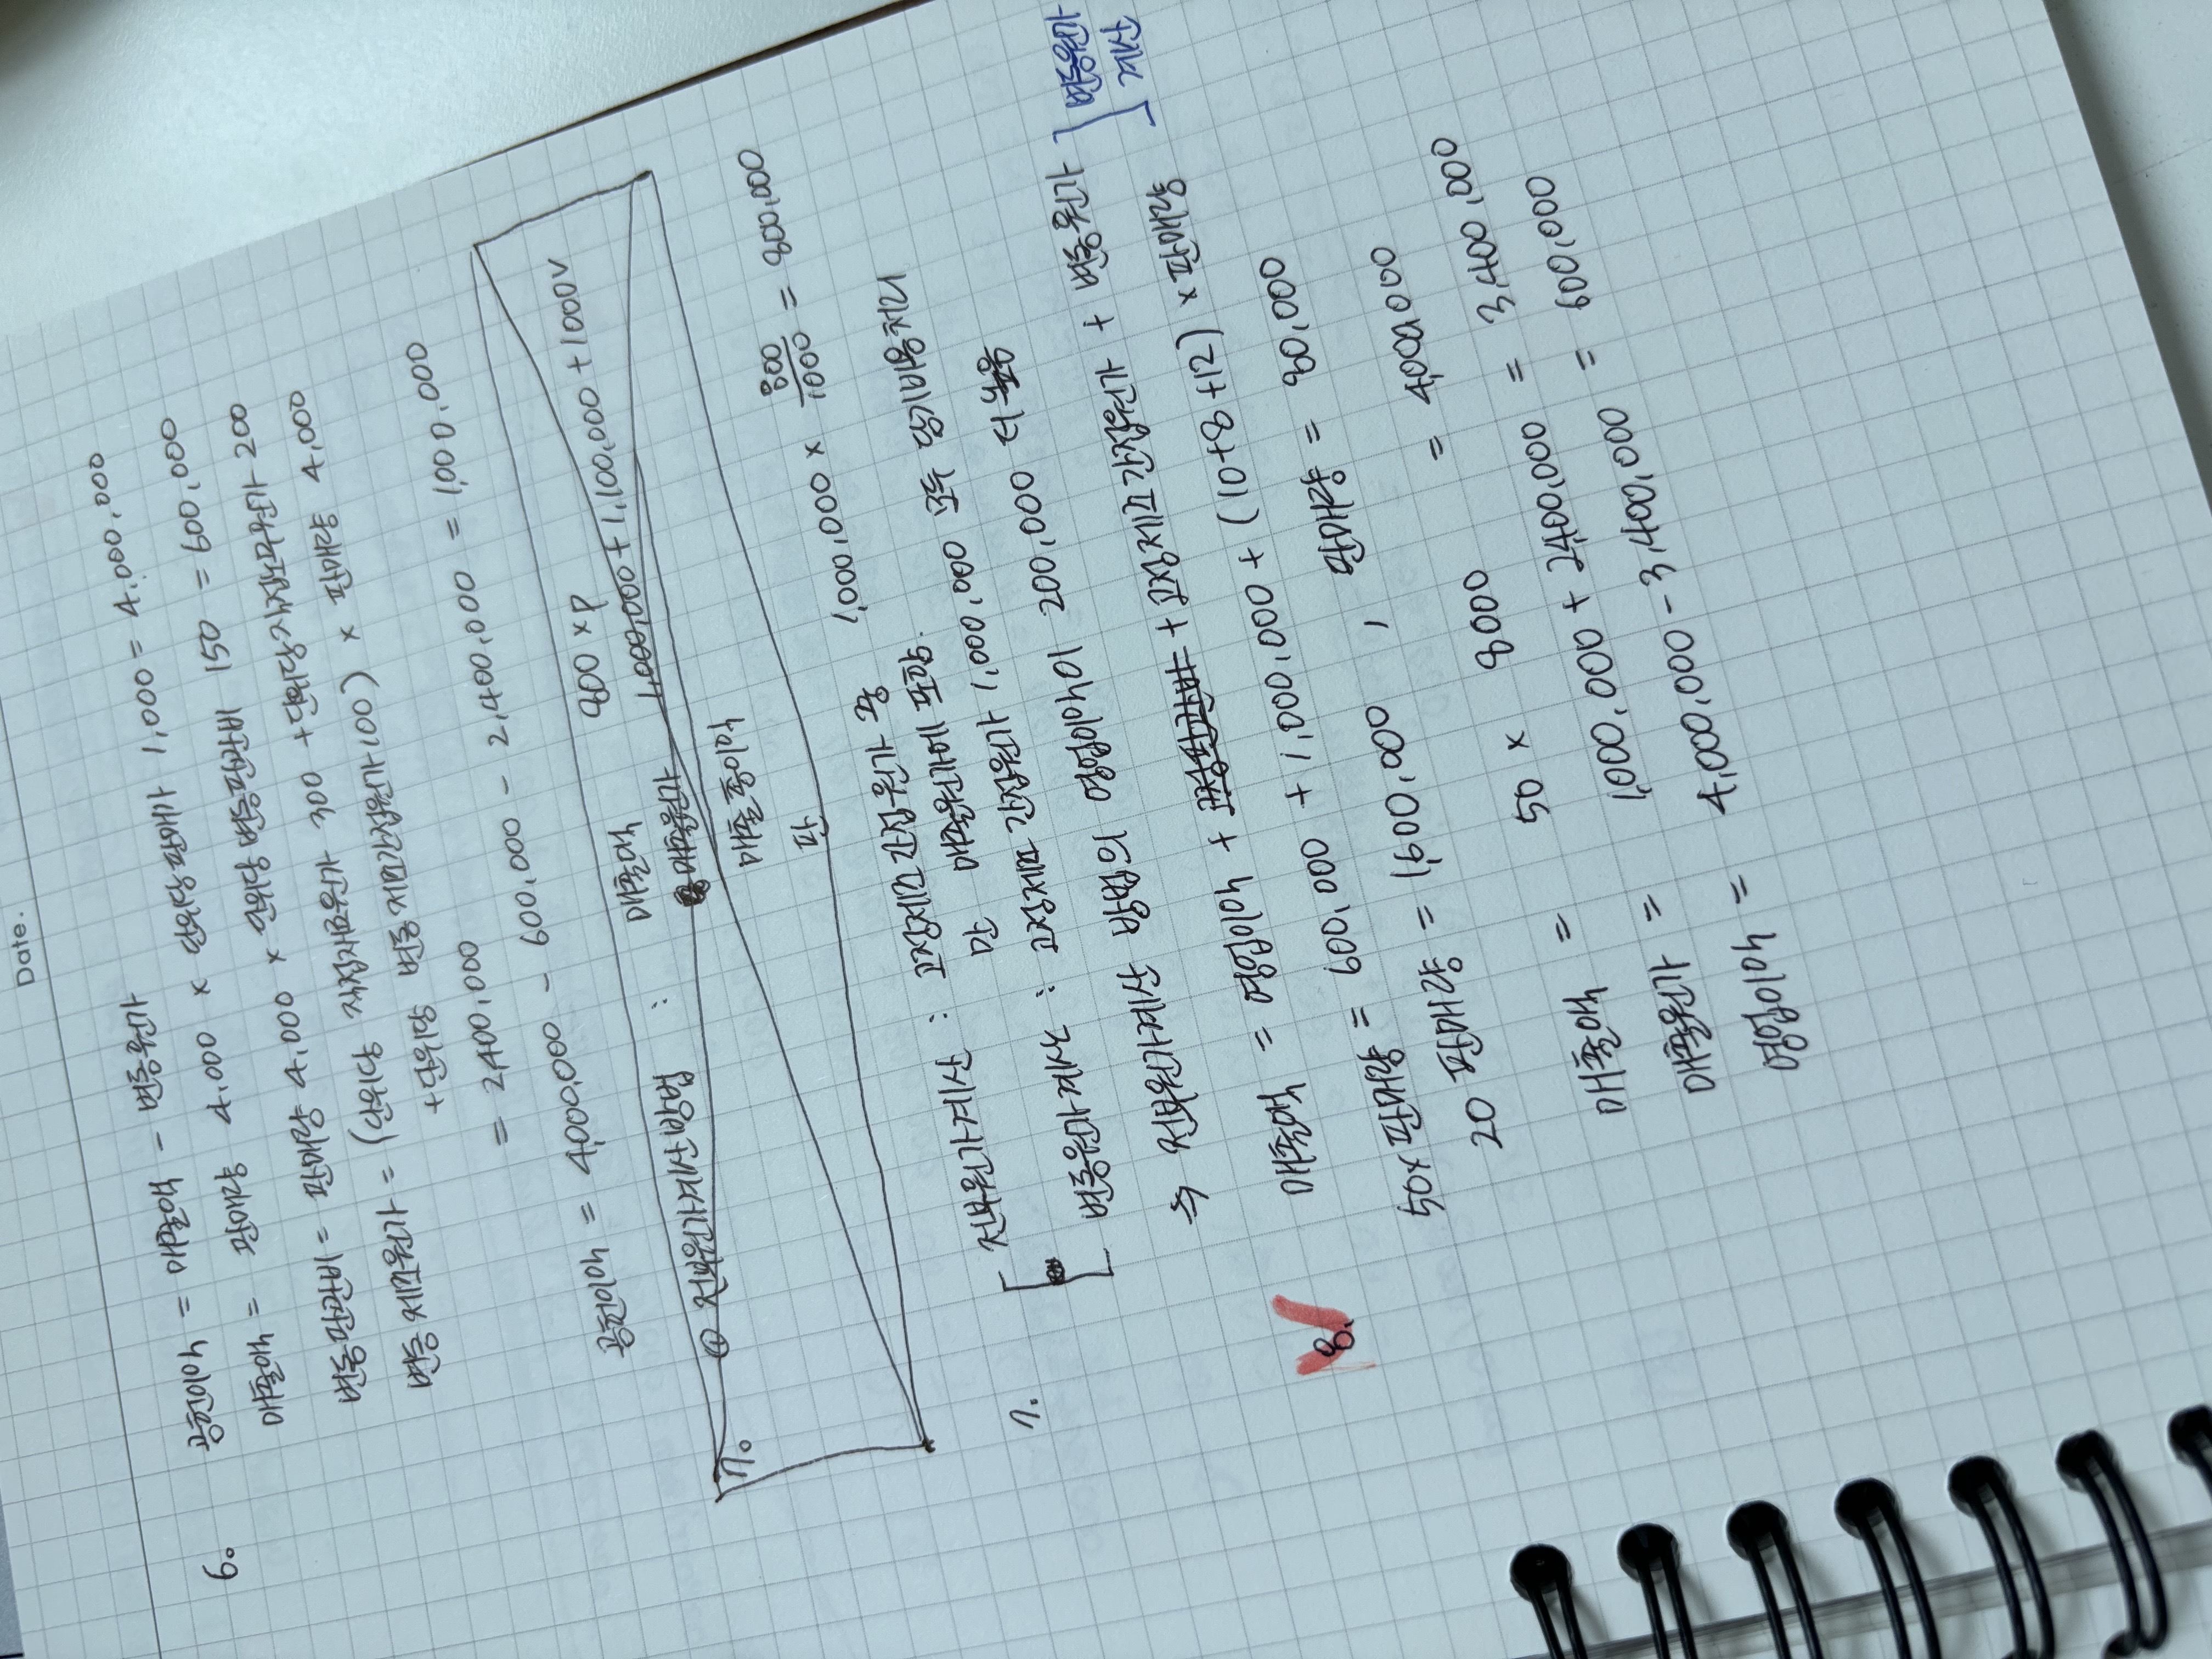 Date.
6. 공헌이익 = 매출액 - 변동원가
매출액 = 판매량 4,000 × 단위당 판매가 1,000 = 4,000,000
변동판관비 = 판매량 4,000 × 단위당 변동판관비 150 = 600,000
변동제조원가 = (단위당 직접재료원가 300 + 단위당 직접노무원가 200
+ 단위당 변동제조간접원가 100) × 판매량 4,000
= 2,400,000
공헌이익 = 4,000,000 - 600,000 - 2,400,000 = 1,000,000
7. ① 전부원가계산방법 : 매출액 800 × p
매출원가 1,000,000 + 1,100,000 + 1000v
매출총이익
판
7. 전부원가계산 : 고정제조간접원가 중 1,000,000 × 800/1000 = 800,000
만 매출원가에 포함.
변동원가계산 : 고정제조간접원가 1,000,000 모두 당기비용처리
⇒ 전부원가계산 방법의 영업이익이 200,000 더 높음
8. 매출액 = 영업이익 + 고정판관비 + 고정제조간접원가 + 변동원가
변동원가
계산
50× 판매량 = 600,000 + 1,000,000 + (10+8+12) × 판매량
20 판매량 = 1,600,000 , 판매량 = 80,000
매출액 = 50 × 8000 = 4,000,000
매출원가 = 1,000,000 + 2,400,000 = 3,400,000
영업이익 = 4,000,000 - 3,400,000 = 600,000